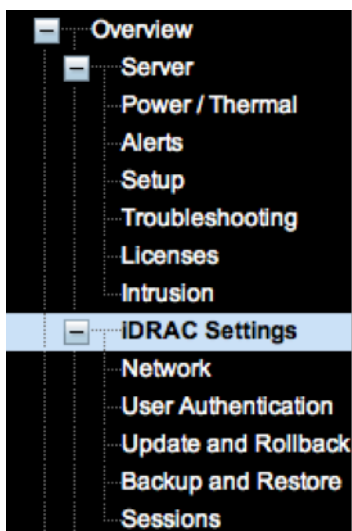 Overview
Server
Power / Thermal
Alerts
Setup
Troubleshooting
Licenses
Intrusion
iDRAC Settings
Network
User Authentication
Update and Rollback
Backup and Restore
Sessions